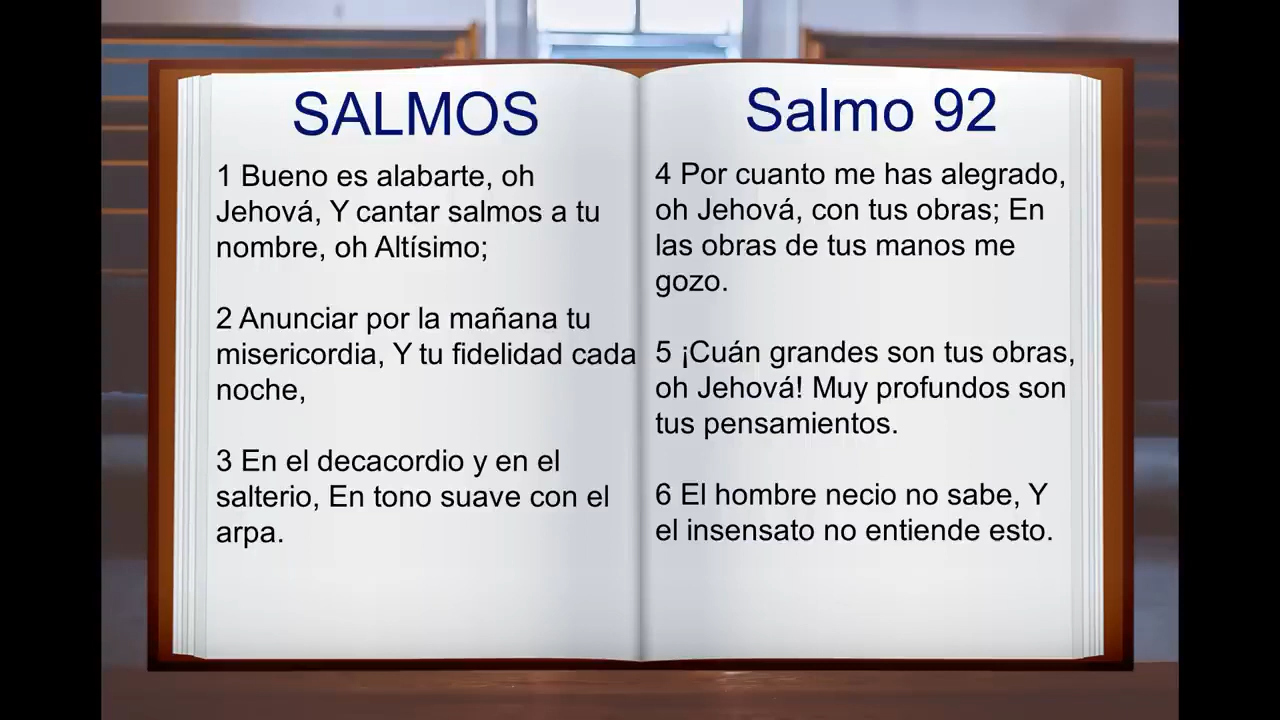 SALMOS
1 Bueno es alabarte, oh
Jehová, Y cantar salmos a tu
nombre, oh Altísimo;
2 Anunciar por la mañana tu
misericordia, Y tu fidelidad cada
noche,
3 En el decacordio y en el
salterio, En tono suave con el
arpa.
Salmo 92
4 Por cuanto me has alegrado,
oh Jehová, con tus obras; En
las obras de tus manos me
gozo.
5 ¡Cuán grandes son tus obras,
oh Jehová! Muy profundos son
tus pensamientos.
6 El hombre necio no sabe, Y
el insensato no entiende esto.